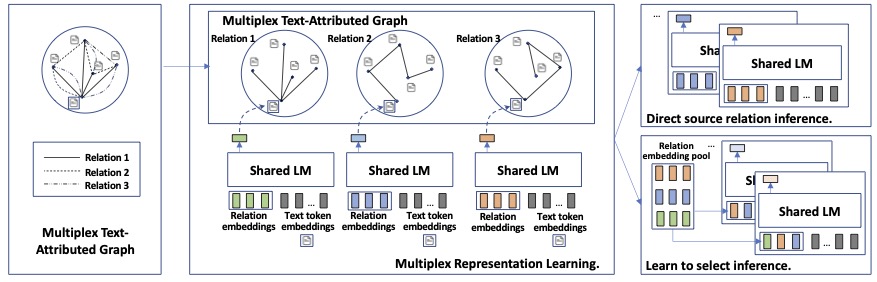 Relation 1
Relation 2
Relation 3
Multiplex Text-
Attributed Graph
Multiplex Text-Attributed Graph
Relation 1
Relation 2
Relation 3
Shared LM
Shared LM
Shared LM
...
...
...
Relation
embeddings
Text token
embeddings
Relation
embeddings
Text token
embeddings
Relation
embeddings
Text token
embeddings
Multiplex Representation Learning.
...
Sha
Shared LM
...
Direct source relation inference.
Relation
embedding pool
...
Sh
Shared LM
...
Learn to select inference.